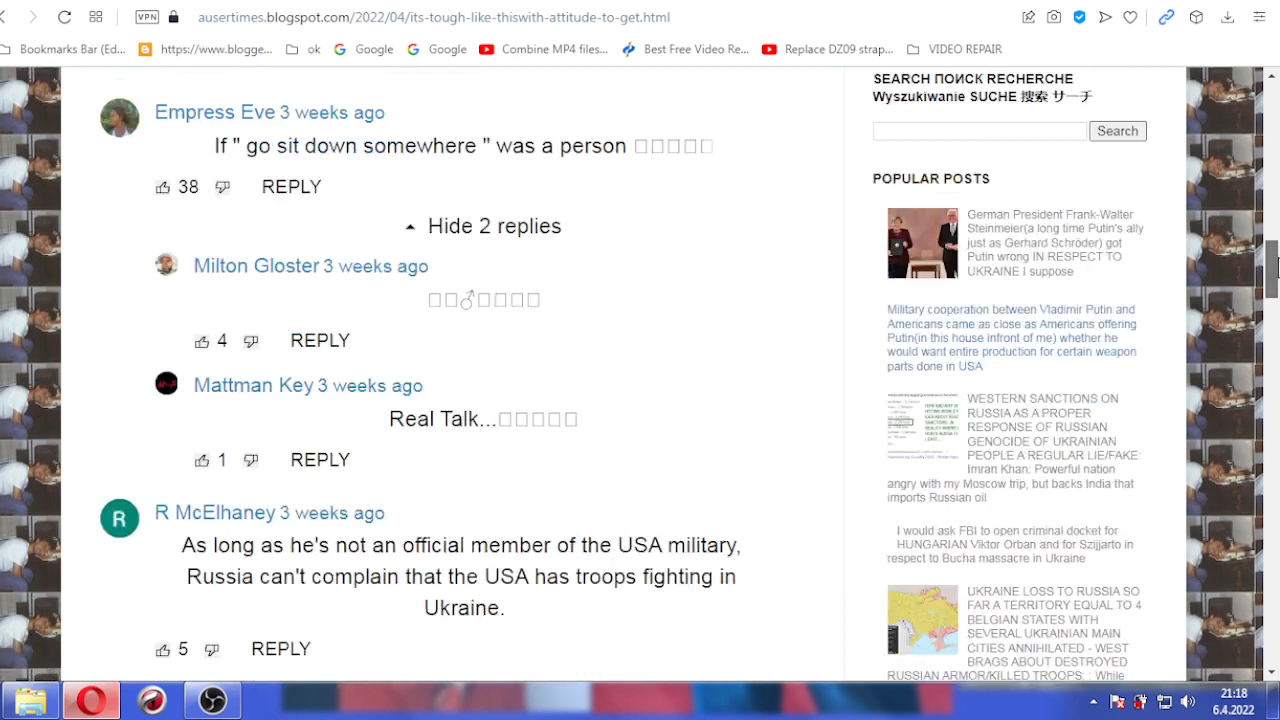 VPN
ausertimes.blogspot.com/2022/04/its-tough-like-thiswith-attitude-to-get.html
Bookmarks Bar (Ed...
https://www.blogge...
ok
Google
Google
Combine MP4 files...
Best Free Video Re...
Replace DZ09 strap...
VIDEO REPAIR
Empress Eve 3 weeks ago
If " go sit down somewhere " was a person
38
REPLY
Hide 2 replies
Milton Gloster 3 weeks ago
♂
4
REPLY
Mattman Key 3 weeks ago
Real Talk...
1
REPLY
R
R McElhaney 3 weeks ago
As long as he's not an official member of the USA military,
Russia can't complain that the USA has troops fighting in
Ukraine.
5
REPLY
SEARCH ПОИСК RECHERCHE
Wyszukiwanie SUCHE 搜索 サーチ
Search
POPULAR POSTS
German President Frank-Walter
Steinmeier(a long time Putin's ally
just as Gerhard Schröder) got
Putin wrong IN RESPECT TO
UKRAINE I suppose
Military cooperation between Vladimir Putin and
Americans came as close as Americans offering
Putin(in this house infront of me) whether he
would want entire production for certain weapon
parts done in USA
WESTERN SANCTIONS ON
RUSSIA AS A PROPER
RESPONSE OF RUSSIAN
GENOCIDE OF UKRAINIAN
PEOPLE A REGULAR LIE/FAKE:
Imran Khan: Powerful nation
angry with my Moscow trip, but backs India that
imports Russian oil
I would ask FBI to open criminal docket for
HUNGARIAN Viktor Orban and for Szijjarto in
respect to Bucha massacre in Ukraine
UKRAINE LOSS TO RUSSIA SO
FAR A TERRITORY EQUAL TO 4
BELGIAN STATES WITH
SEVERAL UKRAINIAN MAIN
CITIES ANNIHILATED - WEST
BRAGS ABOUT DESTROYED
RUSSIAN ARMOR/KILLED TROOPS: : While
21:18
6.4.2022